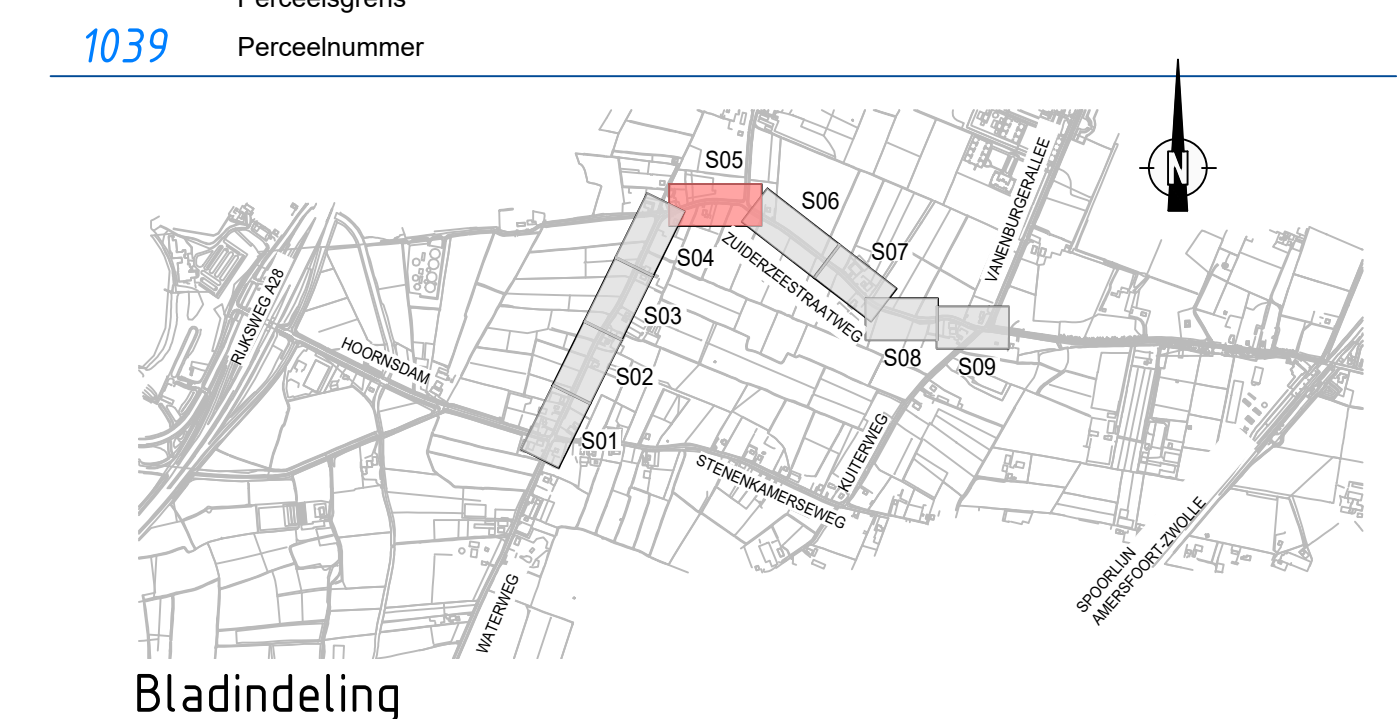 Perceelsgrens
1039 Perceelnummer
S05
S06
S07
S04
S03
S02
S01
S08
S09
N
VANENBURGERALLEE
ZUIDERZEESTRAATWEG
RIJKSWEG A28
HOORNSDAM
STENENKAMERSEWEG
KUITERWEG
WATERWEG
SPOORLIJN
AMERSFOORT-ZWOLLE
Bladindeling